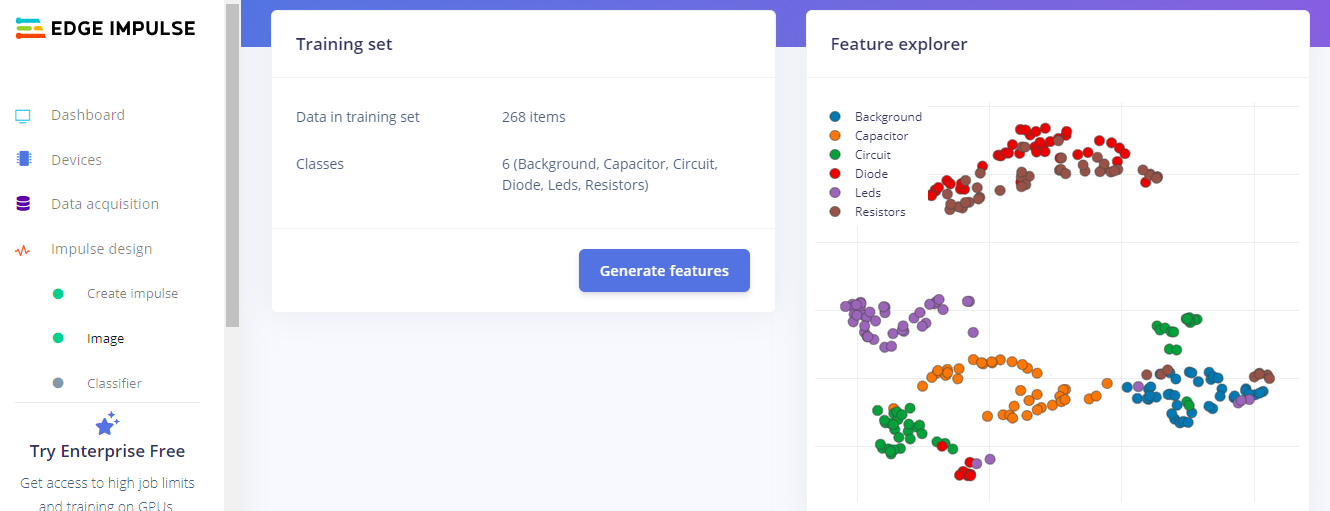 EDGE IMPULSE
Dashboard
Devices
Data acquisition
Impulse design
Create impulse
Image
Classifier
Try Enterprise Free
Get access to high job limits
and training on GPUs
Training set
Data in training set 268 items
Classes 6 (Background, Capacitor, Circuit,
Diode, Leds, Resistors)
Generate features
Feature explorer
Background
Capacitor
Circuit
Diode
Leds
Resistors